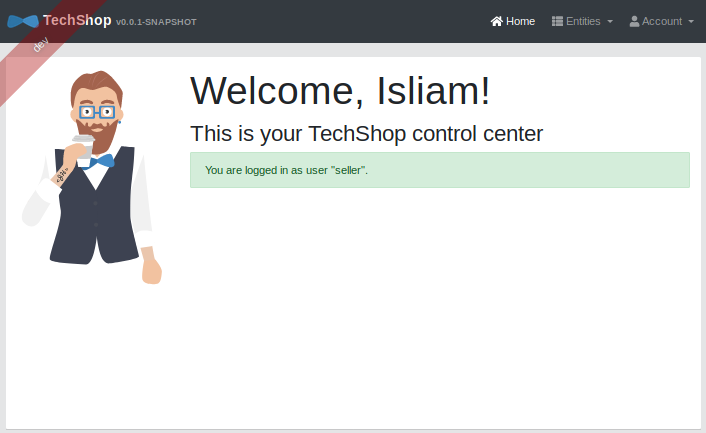 TechShop v0.0.1-SNAPSHOT
Home Entities Account
dev
Welcome, Isliam!
This is your TechShop control center
You are logged in as user "seller".